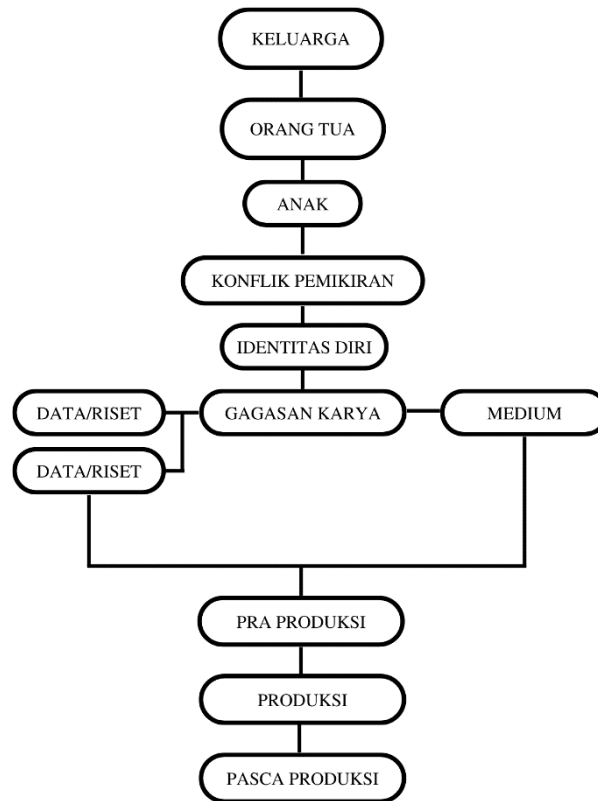 KELUARGA
ORANG TUA
ANAK
KONFLIK PEMIKIRAN
IDENTITAS DIRI
DATA/RISET
GAGASAN KARYA
MEDIUM
DATA/RISET
PRA PRODUKSI
PRODUKSI
PASCA PRODUKSI